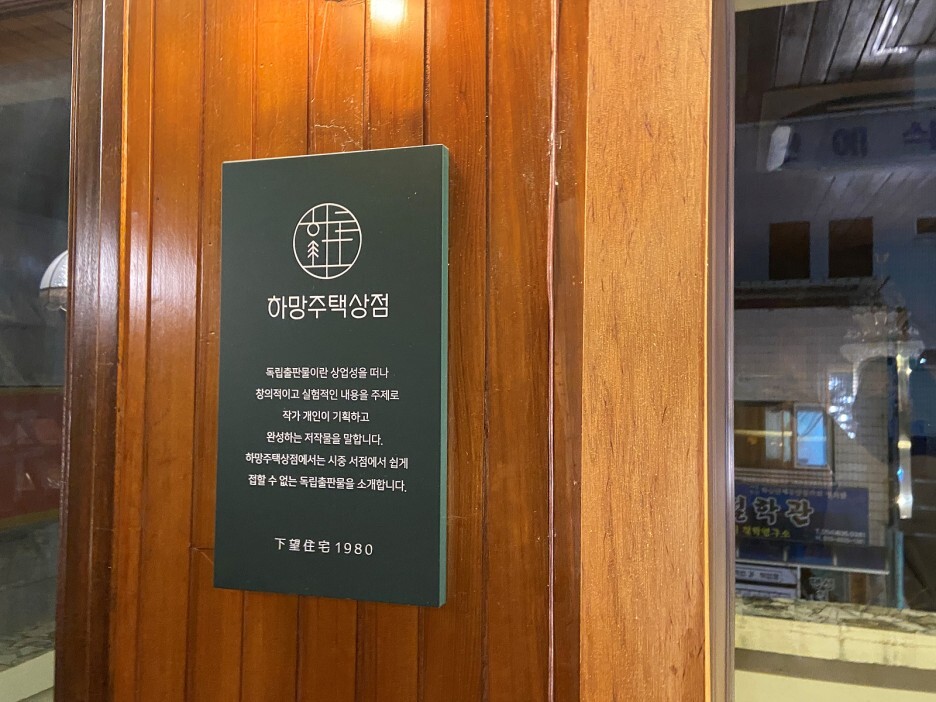 하망주택상점
독립출판물이란 상업성을 떠나
창의적이고 실험적인 내용을 주제로
작가 개인이 기획하고
완성하는 저작물을 말합니다.
하망주택상점에서는 시중 서점에서 쉽게
접할 수 없는 독립출판물을 소개합니다.
下望住宅 1980
학관